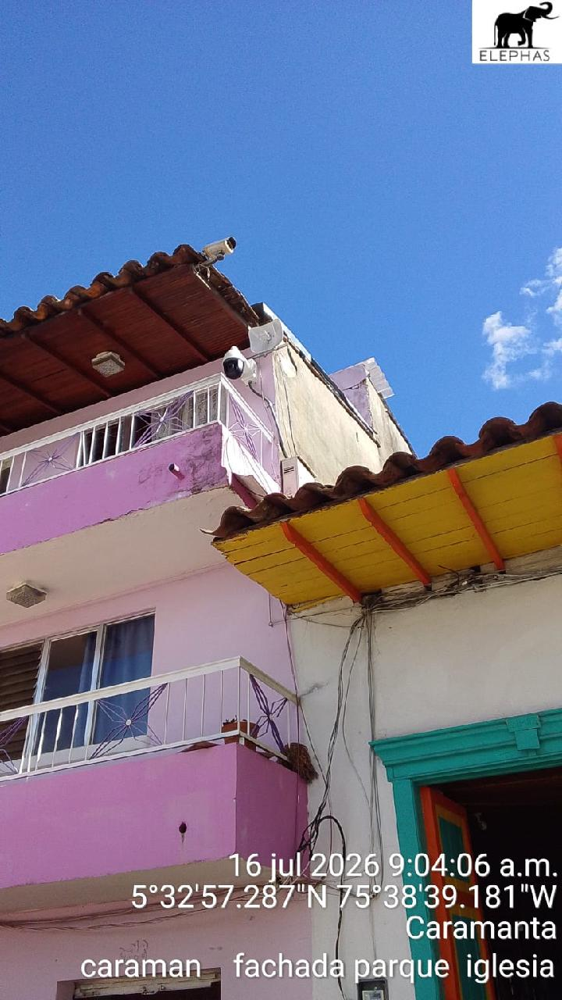 ELEPHAS
16 jul 2026 9:04:06 a.m.
5°32'57.287"N 75°38'39.181"W
Caramanta
caraman fachada parque iglesia